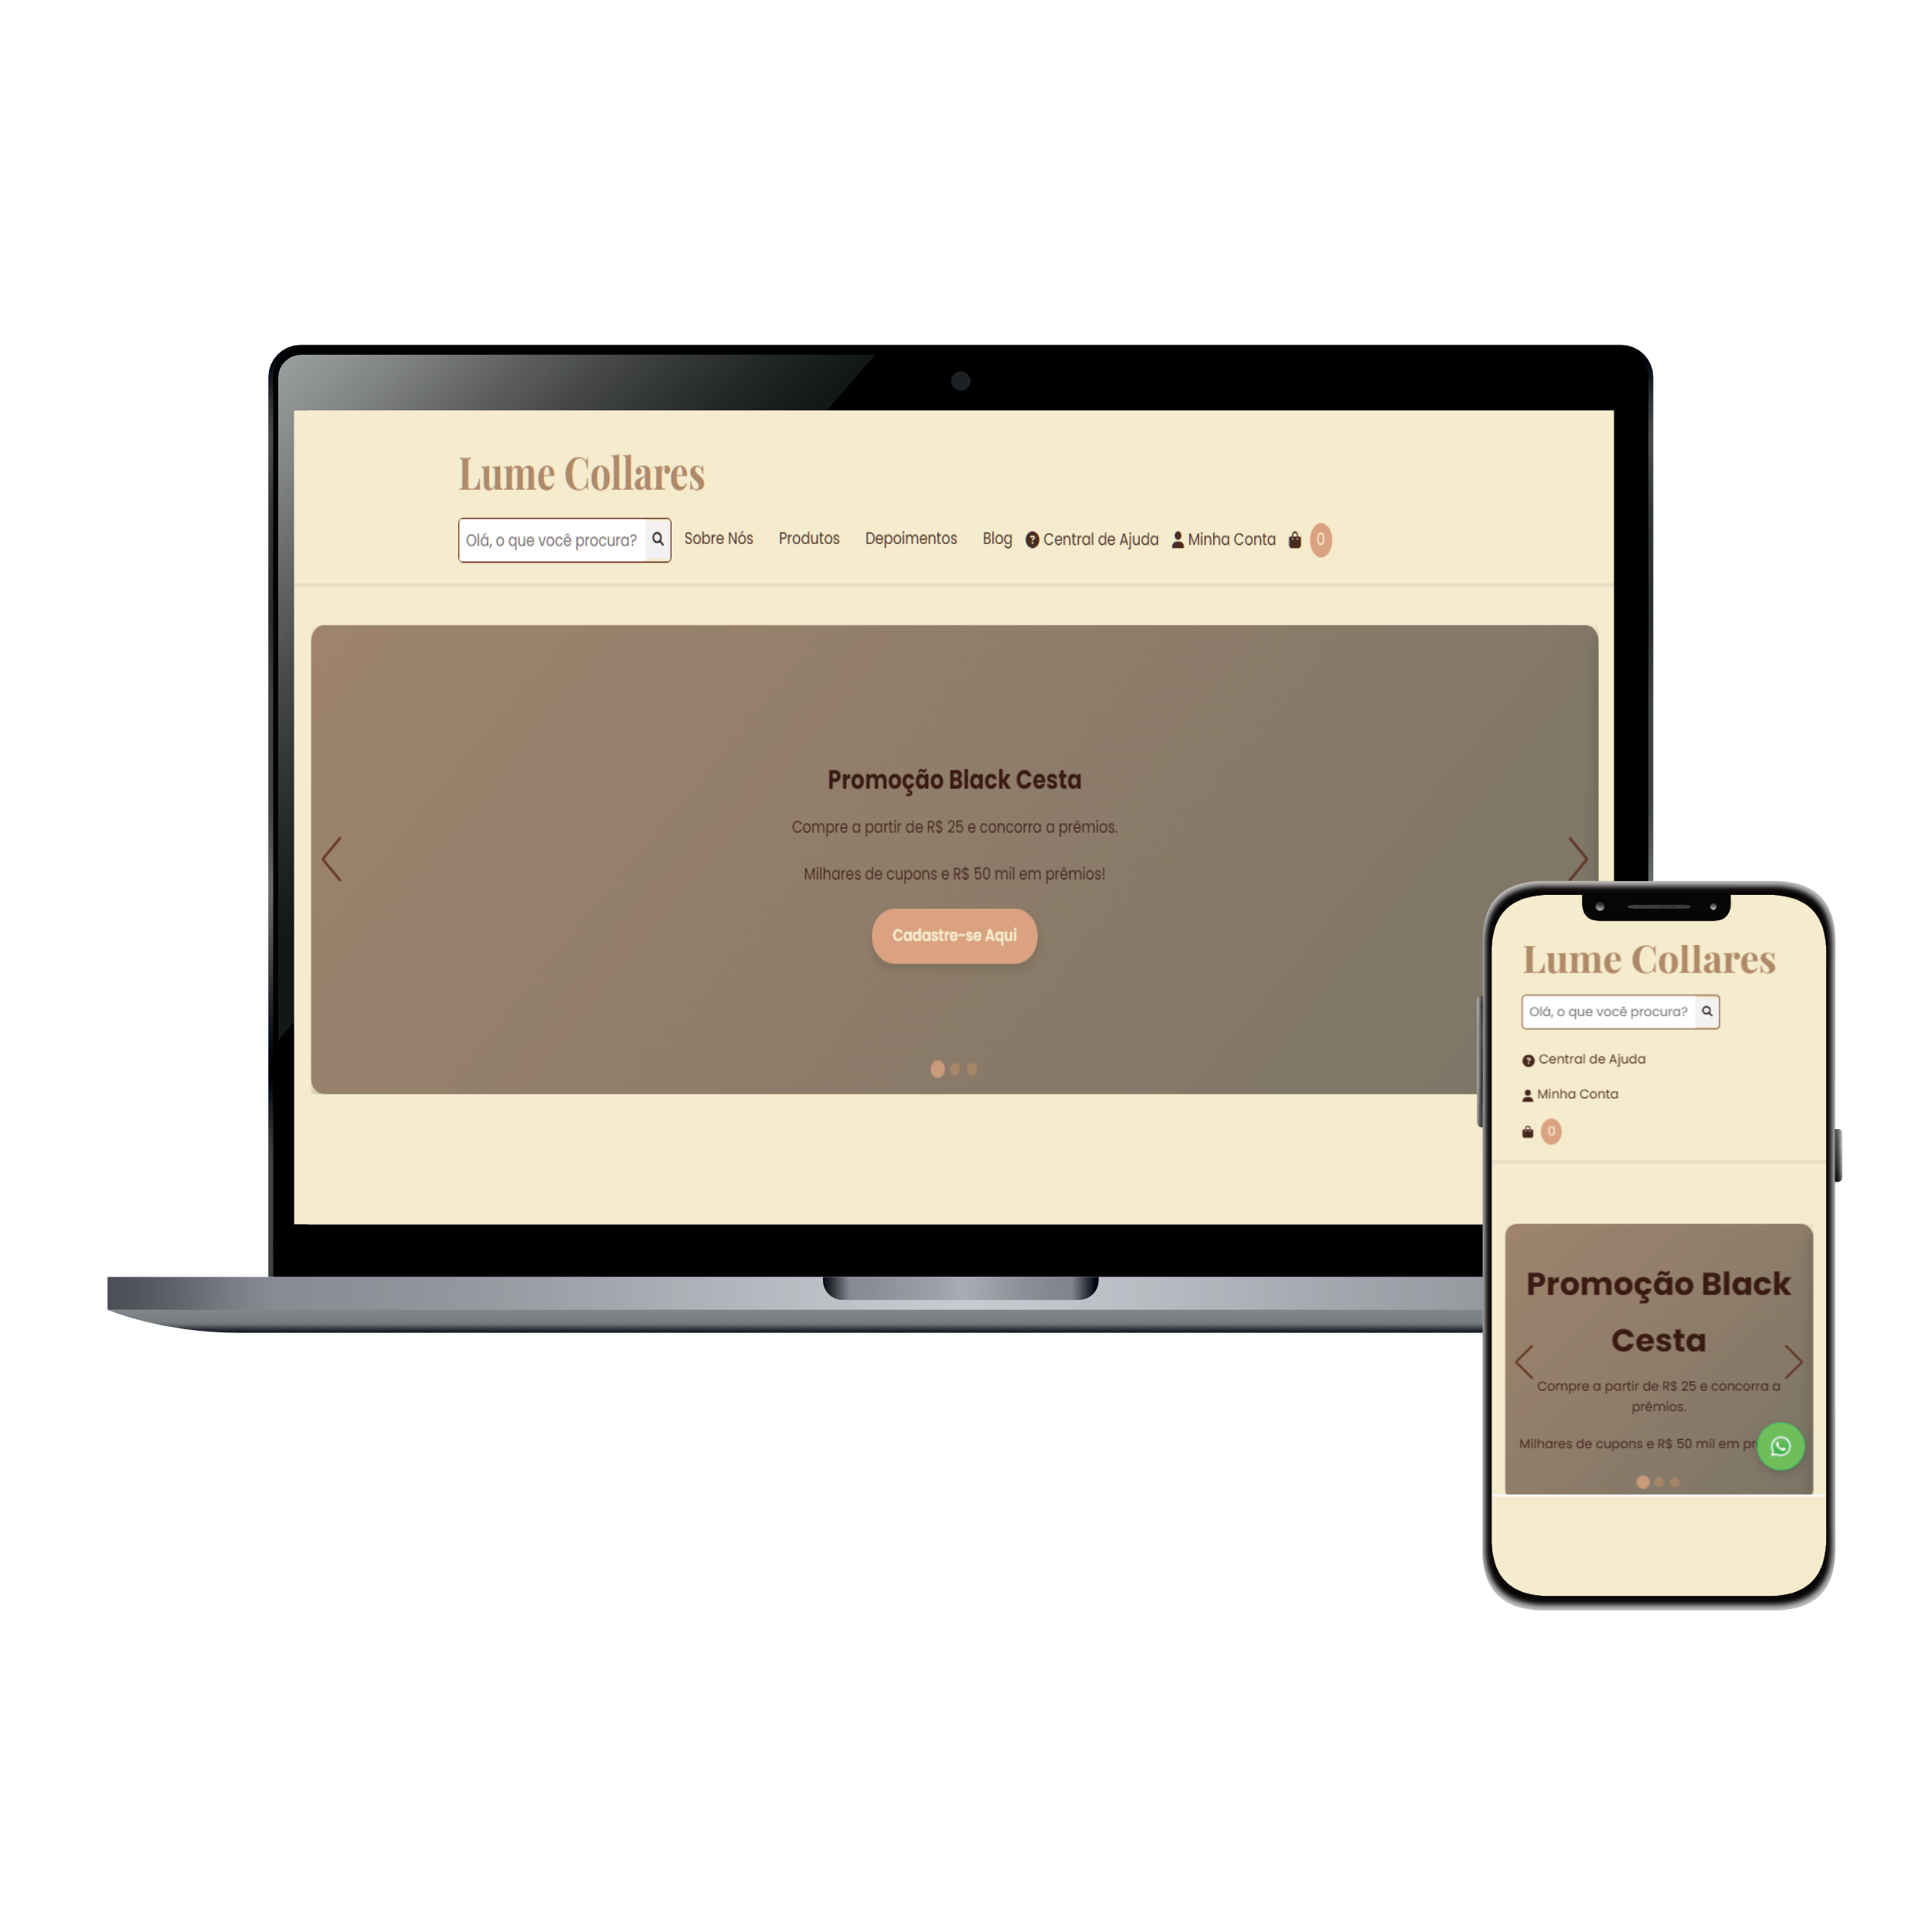 Lume Collares
Olá, o que você procura? Sobre Nós Produtos Depoimentos Blog Central de Ajuda Minha Conta 0
Promoção Black Cesta
Compre a partir de R$ 25 e concorra a prêmios.
Milhares de cupons e R$ 50 mil em prêmios!
Cadastre-se Aqui
Lume Collares
Olá, o que você procura?
Central de Ajuda
Minha Conta
0
Promoção Black
Cesta
Compre a partir de R$ 25 e concorra a
prêmios.
Milhares de cupons e R$ 50 mil em pr